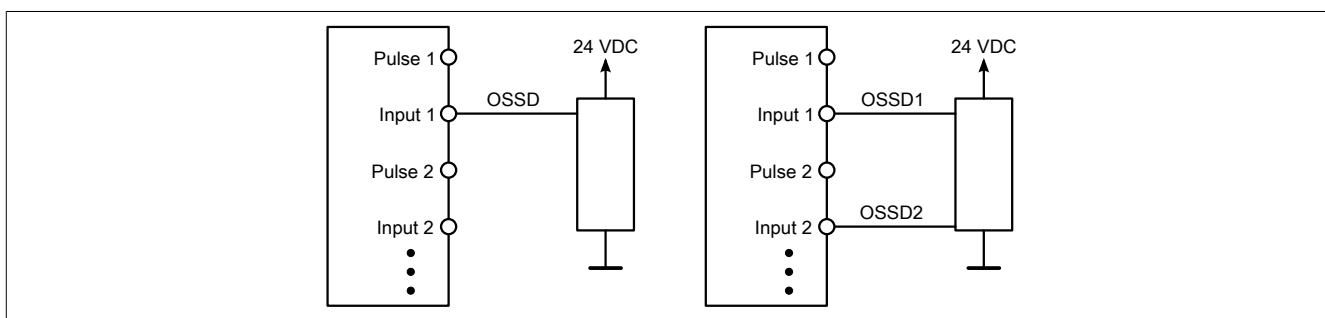 Pulse 1
24 VDC
Input 1
OSSD
Pulse 2
Input 2
Pulse 1
24 VDC
Input 1
OSSD1
Pulse 2
Input 2
OSSD2